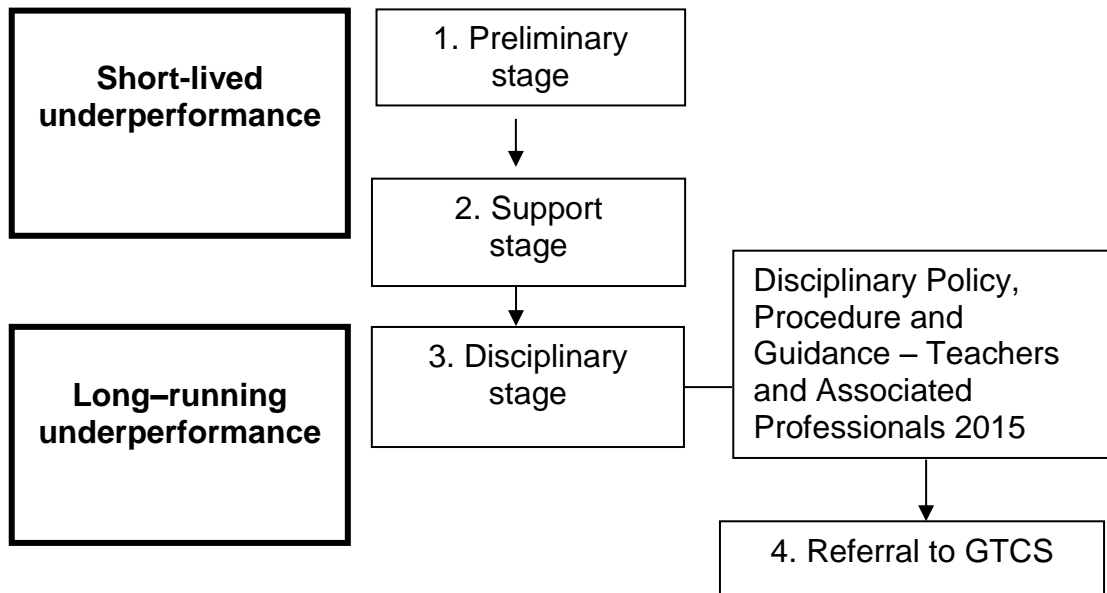 Short-lived
underperformance
1. Preliminary
stage
2. Support
stage
Long–running
underperformance
3. Disciplinary
stage
Disciplinary Policy,
Procedure and
Guidance – Teachers
and Associated
Professionals 2015
4. Referral to GTCS